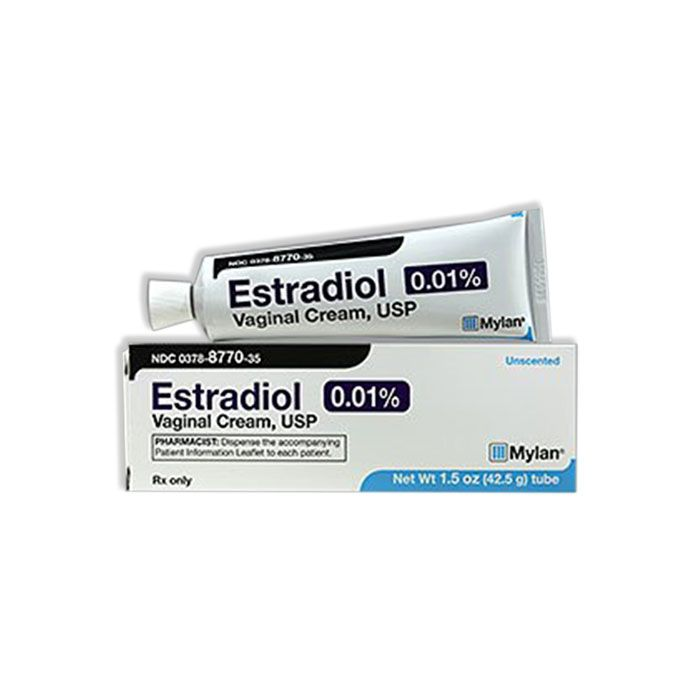 NDC 0378-8770-35
Estradiol 0.01%
Vaginal Cream, USP
Mylan®
NDC 0378-8770-35
Unscented
Estradiol 0.01%
Vaginal Cream, USP
PHARMACIST: Dispense the accompanying
Patient Information Leaflet to each patient.
Mylan®
Rx only
Net Wt 1.5 oz (42.5 g) tube